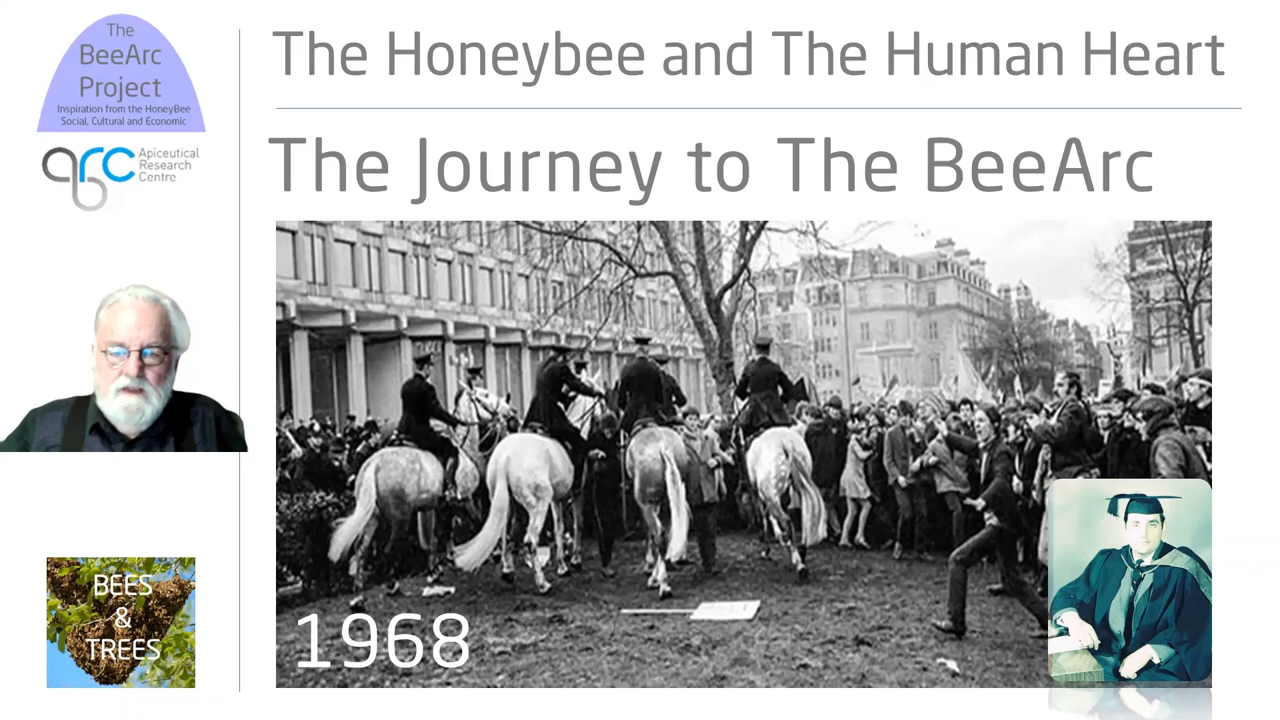 The
BeeArc
Project
Inspiration from the HoneyBee
Social, Cultural and Economic
arc
Apiceutical
Research
Centre
The Honeybee and The Human Heart
The Journey to The BeeArc
1968
BEES
&
TREES